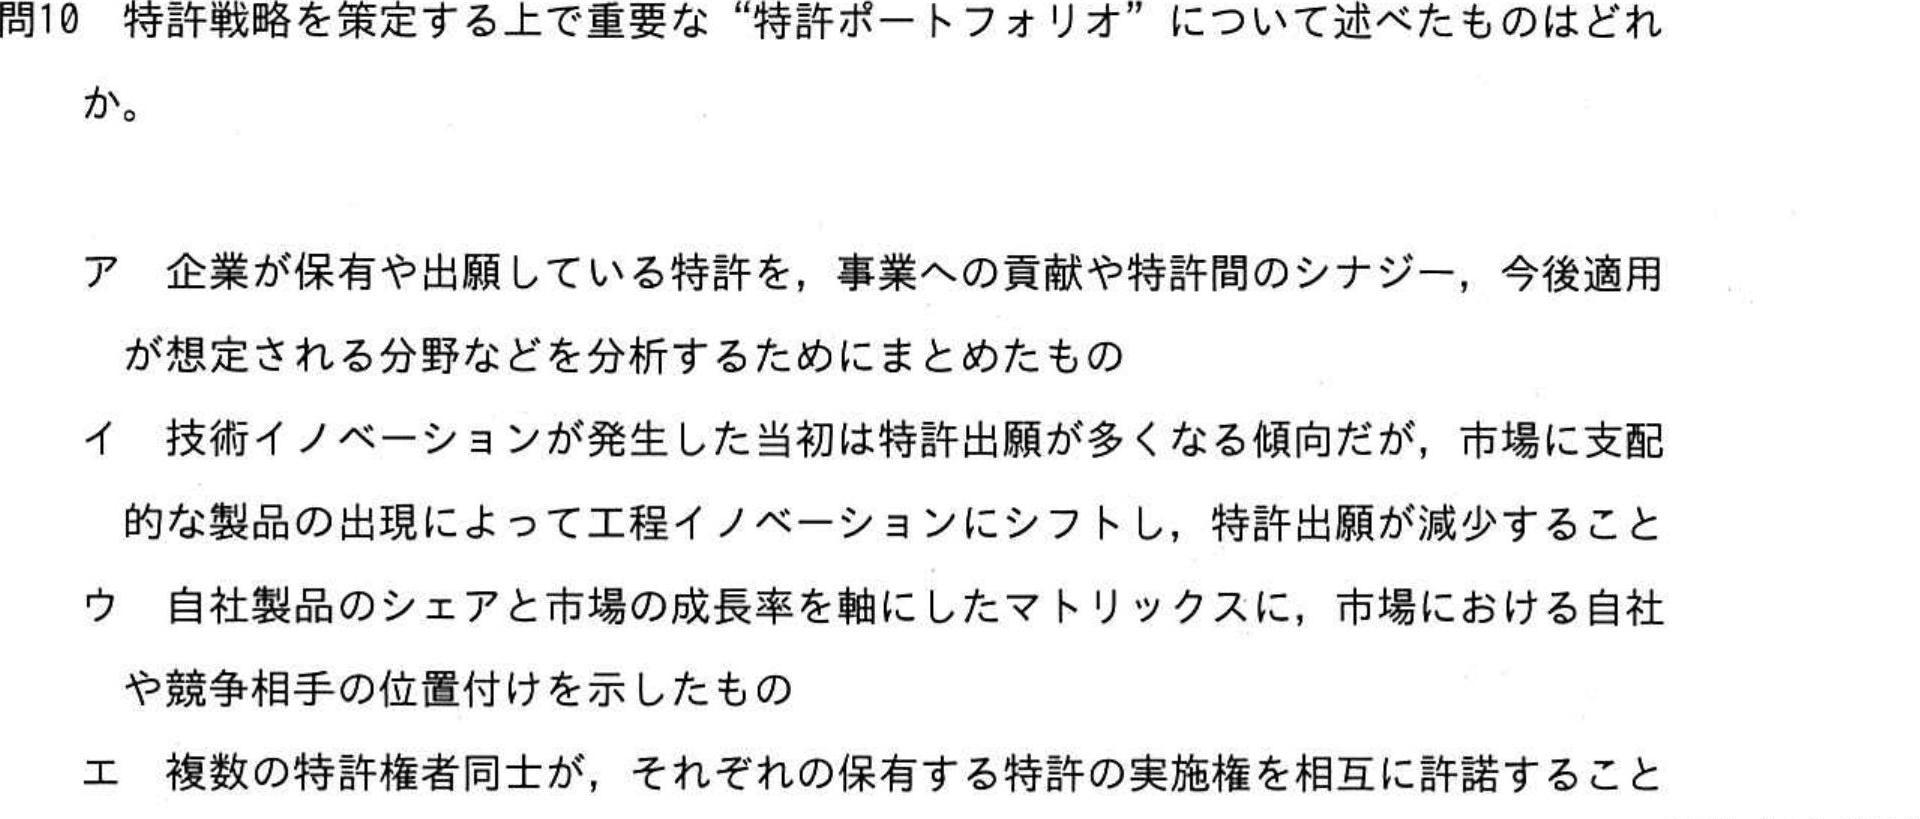 問10　特許戦略を策定する上で重要な“特許ポートフォリオ”について述べたものはどれ
か。
ア　企業が保有や出願している特許を，事業への貢献や特許間のシナジー，今後適用
が想定される分野などを分析するためにまとめたもの
イ　技術イノベーションが発生した当初は特許出願が多くなる傾向だが，市場に支配
的な製品の出現によって工程イノベーションにシフトし，特許出願が減少すること
ウ　自社製品のシェアと市場の成長率を軸にしたマトリックスに，市場における自社
や競争相手の位置付けを示したもの
エ　複数の特許権者同士が，それぞれの保有する特許の実施権を相互に許諾すること